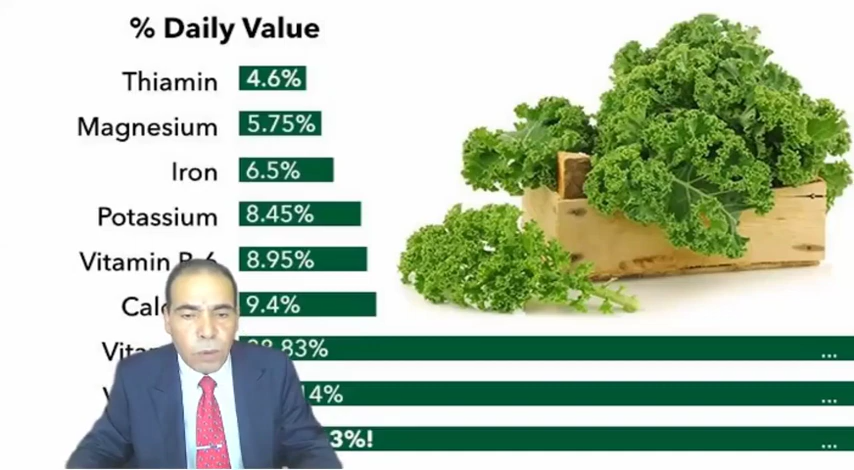 % Daily Value
Thiamin 4.6%
Magnesium 5.75%
Iron 6.5%
Potassium 8.45%
Vitamin 8.95%
9.4%
...
...
3%! ...